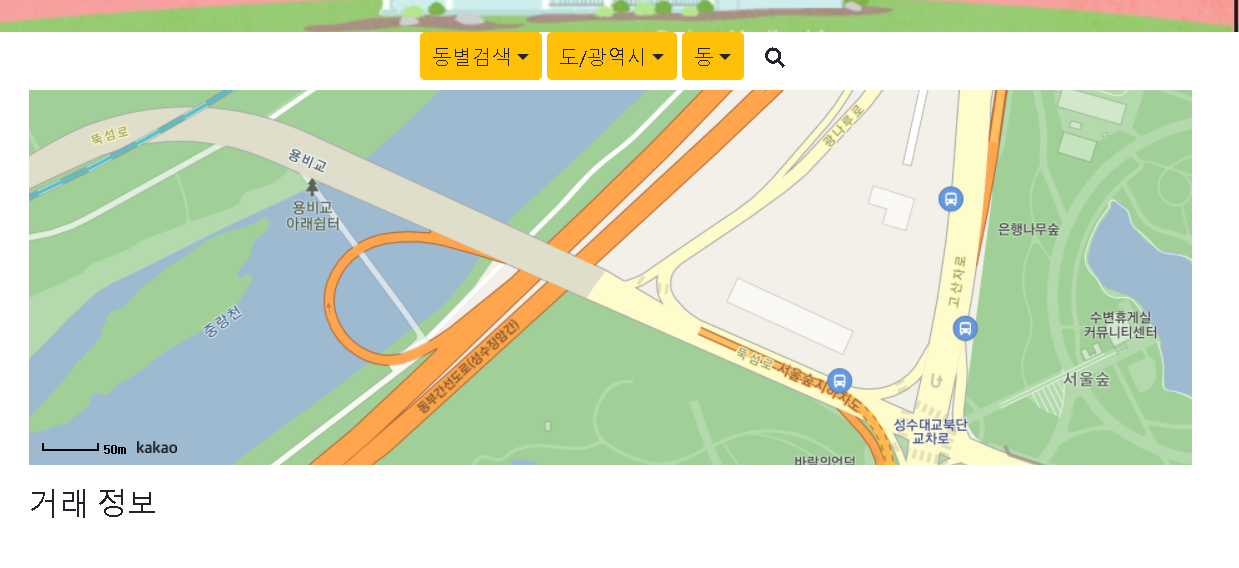 동별검색 도/광역시 동
뚝섬로
용비교
용비교
아래쉼터
광나루로
은행나무숲
고산자로
중랑천
수변휴게실
커뮤니티센터
동부간선도로(성수장암간)
뚝섬로 서울숲지하차도
서울숲
성수대교북단
교차로
50m kakao
바람의언덕
거래 정보